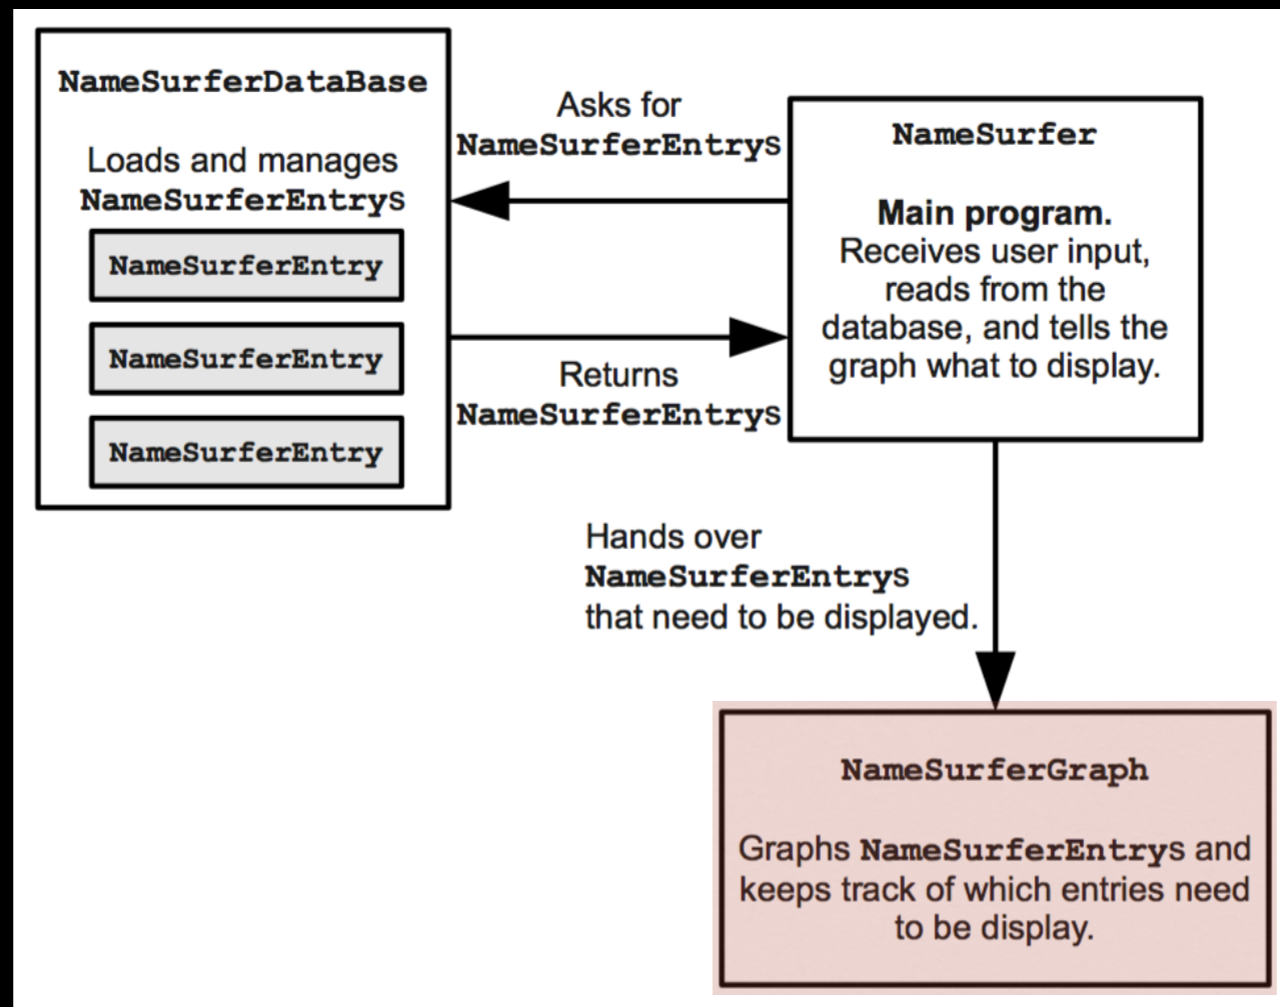 NameSurferDataBase
Loads and manages
NameSurferEntrys
NameSurferEntry
NameSurferEntry
NameSurferEntry
Asks for
NameSurferEntrys
Returns
NameSurferEntrys
NameSurfer
Main program.
Receives user input,
reads from the
database, and tells the
graph what to display.
Hands over
NameSurferEntrys
that need to be displayed.
NameSurferGraph
Graphs NameSurferEntrys and
keeps track of which entries need
to be display.